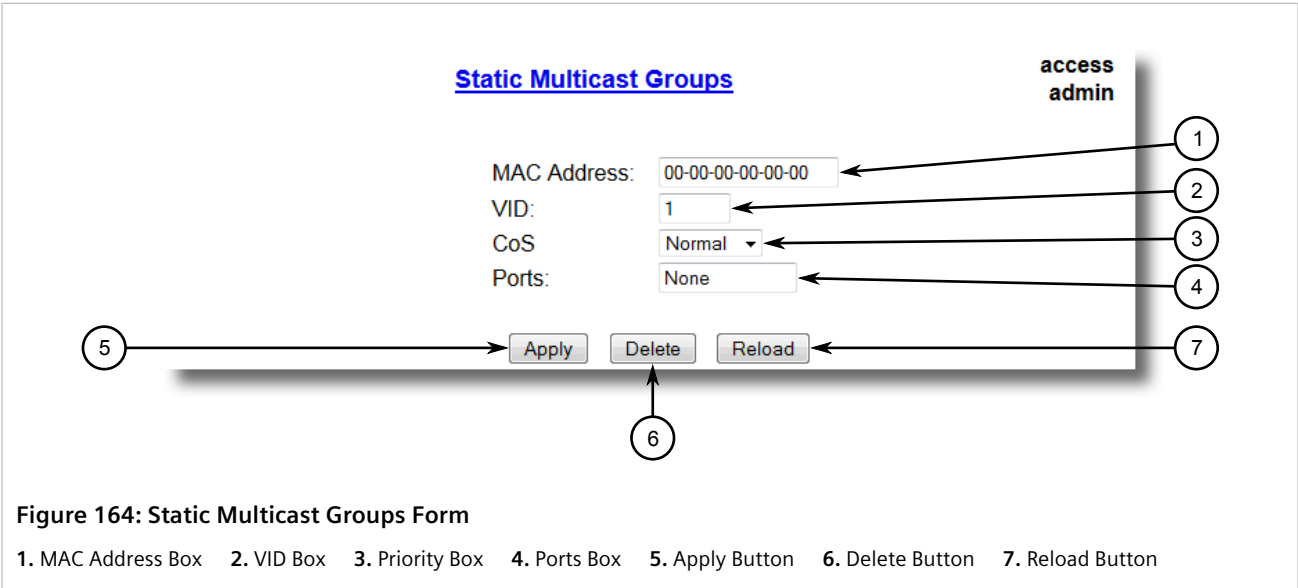 Static Multicast Groups
access
admin
1
MAC Address: 00-00-00-00-00-00
2
VID: 1
3
CoS Normal
4
Ports: None
5
Apply Delete Reload
7
6
Figure 164: Static Multicast Groups Form
1. MAC Address Box 2. VID Box 3. Priority Box 4. Ports Box 5. Apply Button 6. Delete Button 7. Reload Button